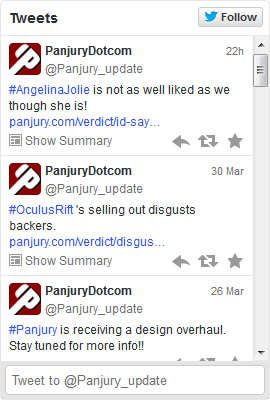 Tweets
Follow
PanjuryDotcom
22h
@Panjury_update
#AngelinaJolie is not as well liked as we
though she is!
panjury.com/verdict/id-say…
Show Summary
PanjuryDotcom
30 Mar
@Panjury_update
#OculusRift 's selling out disgusts
backers.
panjury.com/verdict/disgus…
Show Summary
PanjuryDotcom
26 Mar
@Panjury_update
#Panjury is receiving a design overhaul.
Stay tuned for more info!!
Tweet to @Panjury_update